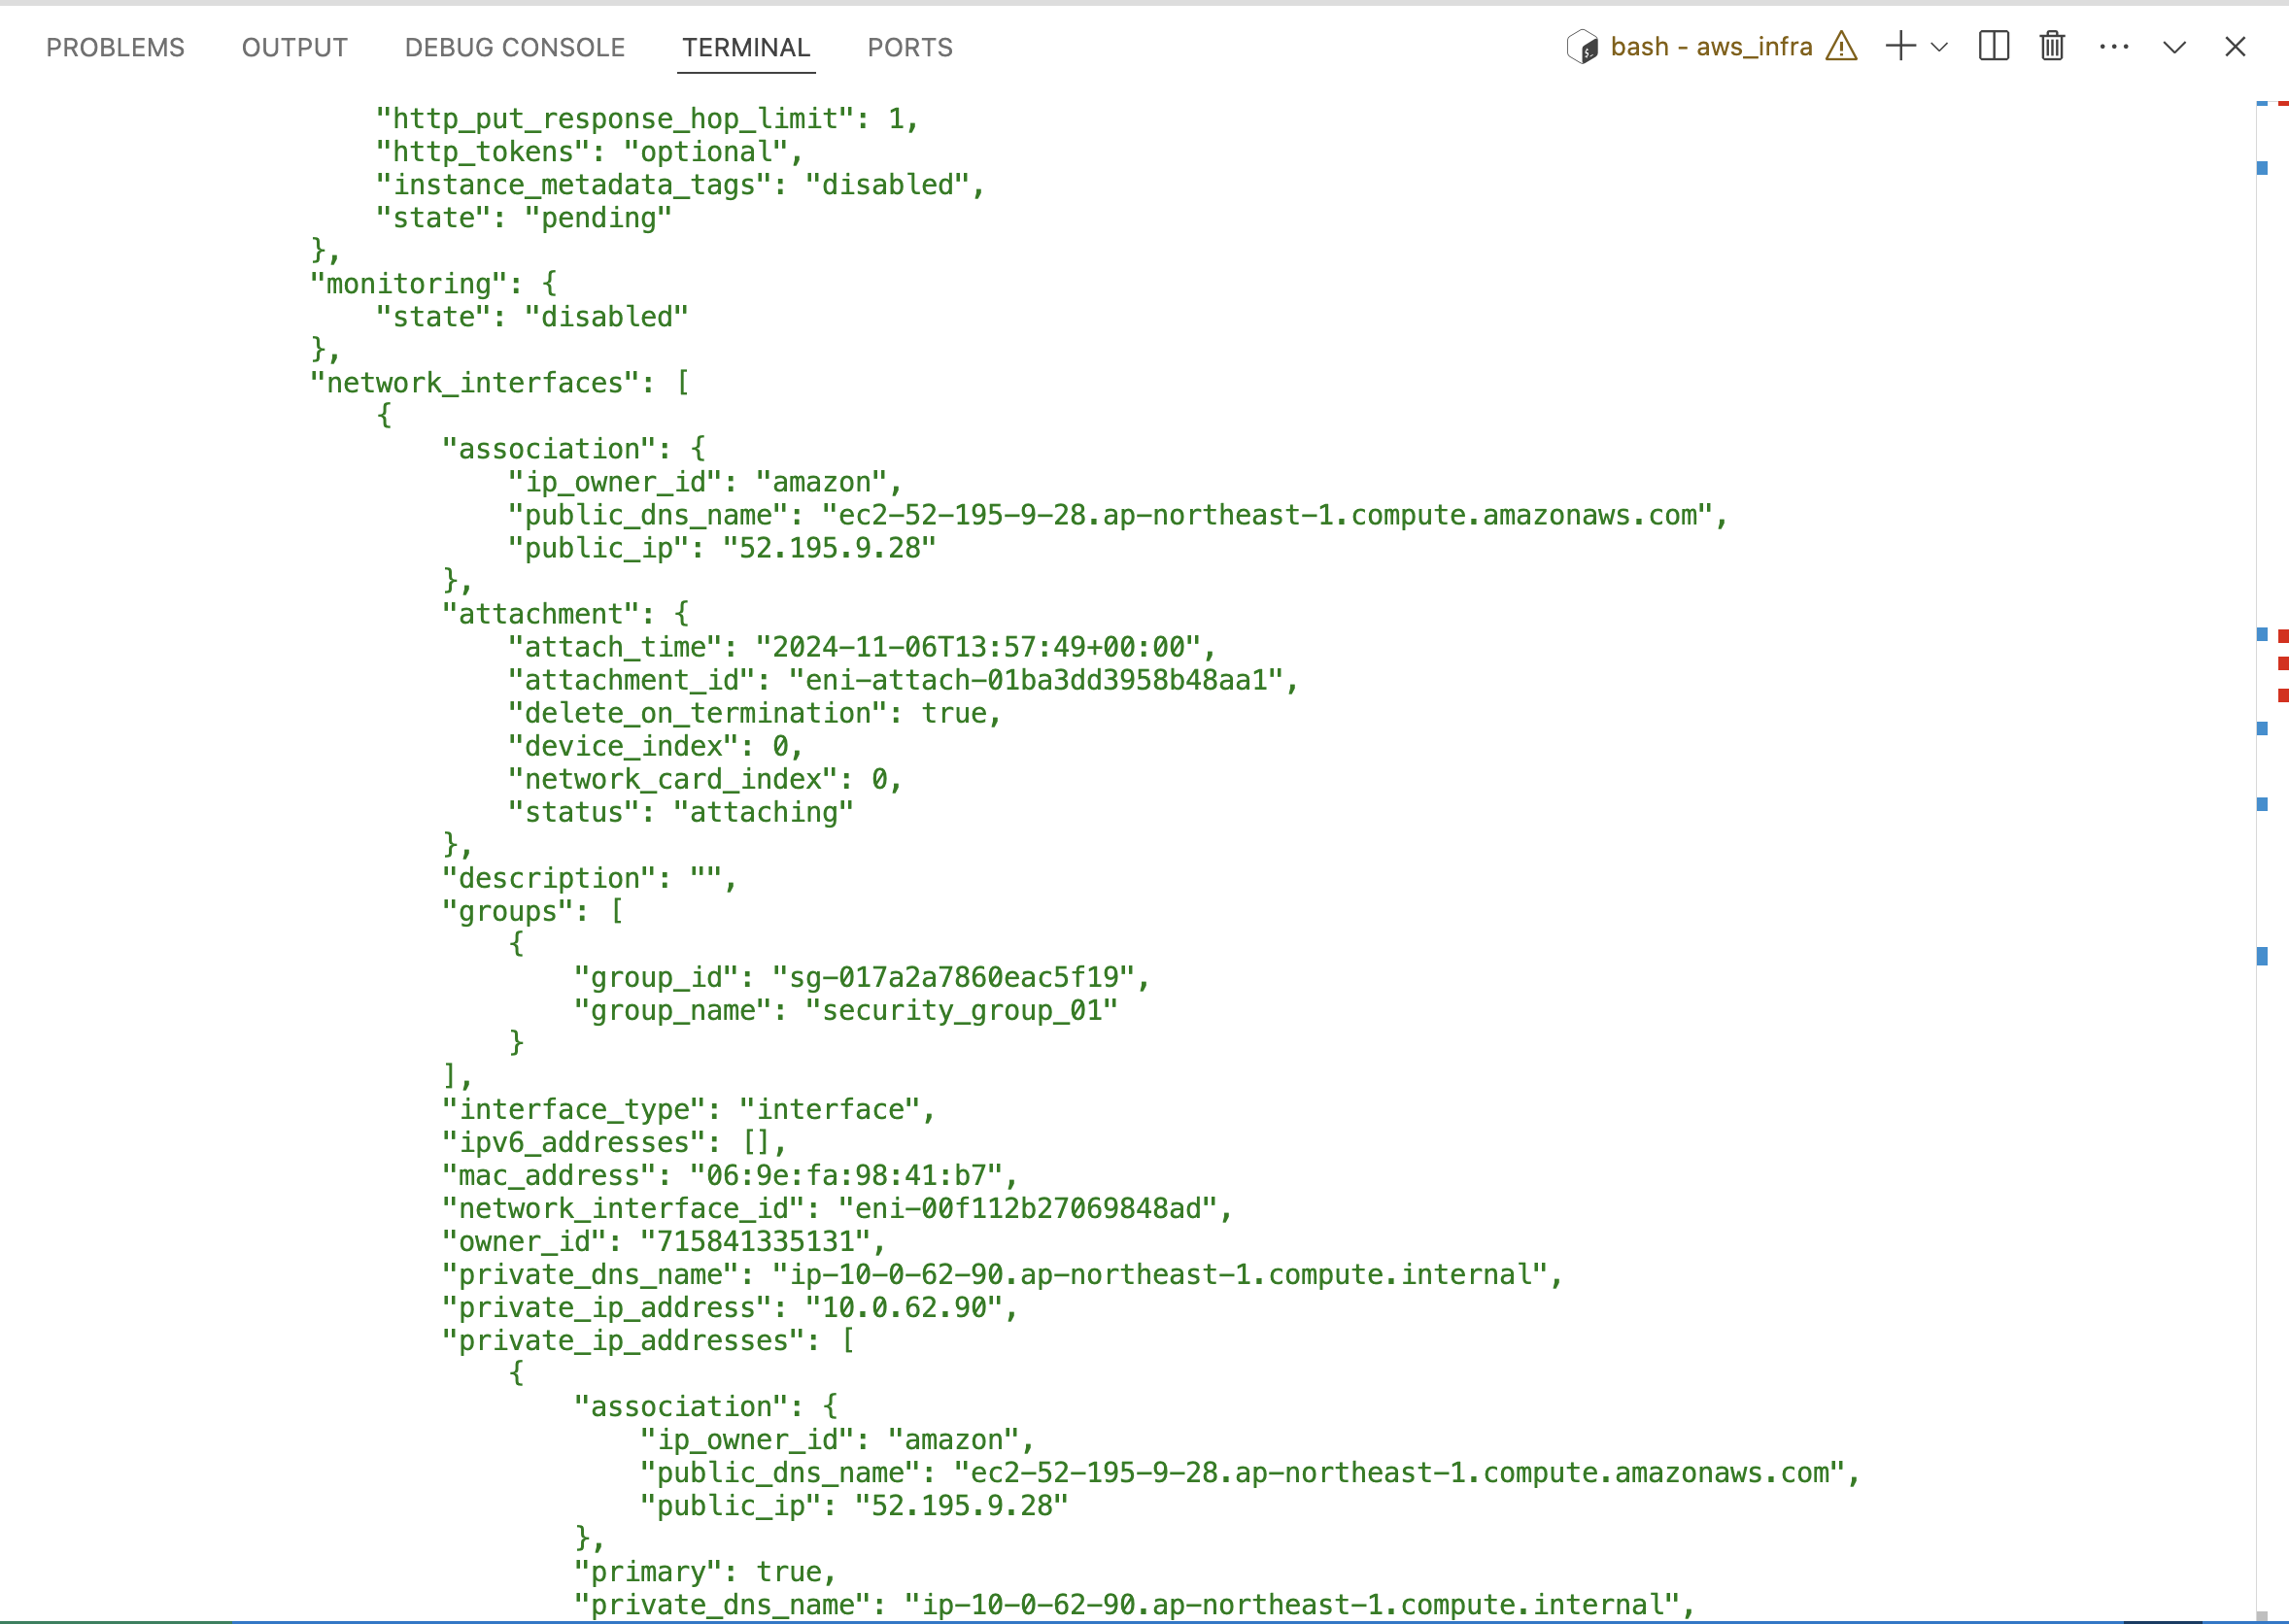 PROBLEMS OUTPUT DEBUG CONSOLE TERMINAL PORTS bash - aws_infra
"http_put_response_hop_limit": 1,
"http_tokens": "optional",
"instance_metadata_tags": "disabled",
"state": "pending"
},
"monitoring": {
"state": "disabled"
},
"network_interfaces": [
{
"association": {
"ip_owner_id": "amazon",
"public_dns_name": "ec2-52-195-9-28.ap-northeast-1.compute.amazonaws.com",
"public_ip": "52.195.9.28"
},
"attachment": {
"attach_time": "2024-11-06T13:57:49+00:00",
"attachment_id": "eni-attach-01ba3dd3958b48aa1",
"delete_on_termination": true,
"device_index": 0,
"network_card_index": 0,
"status": "attaching"
},
"description": "",
"groups": [
{
"group_id": "sg-017a2a7860eac5f19",
"group_name": "security_group_01"
}
],
"interface_type": "interface",
"ipv6_addresses": [],
"mac_address": "06:9e:fa:98:41:b7",
"network_interface_id": "eni-00f112b27069848ad",
"owner_id": "715841335131",
"private_dns_name": "ip-10-0-62-90.ap-northeast-1.compute.internal",
"private_ip_address": "10.0.62.90",
"private_ip_addresses": [
{
"association": {
"ip_owner_id": "amazon",
"public_dns_name": "ec2-52-195-9-28.ap-northeast-1.compute.amazonaws.com",
"public_ip": "52.195.9.28"
},
"primary": true,
"private_dns_name": "ip-10-0-62-90.ap-northeast-1.compute.internal",